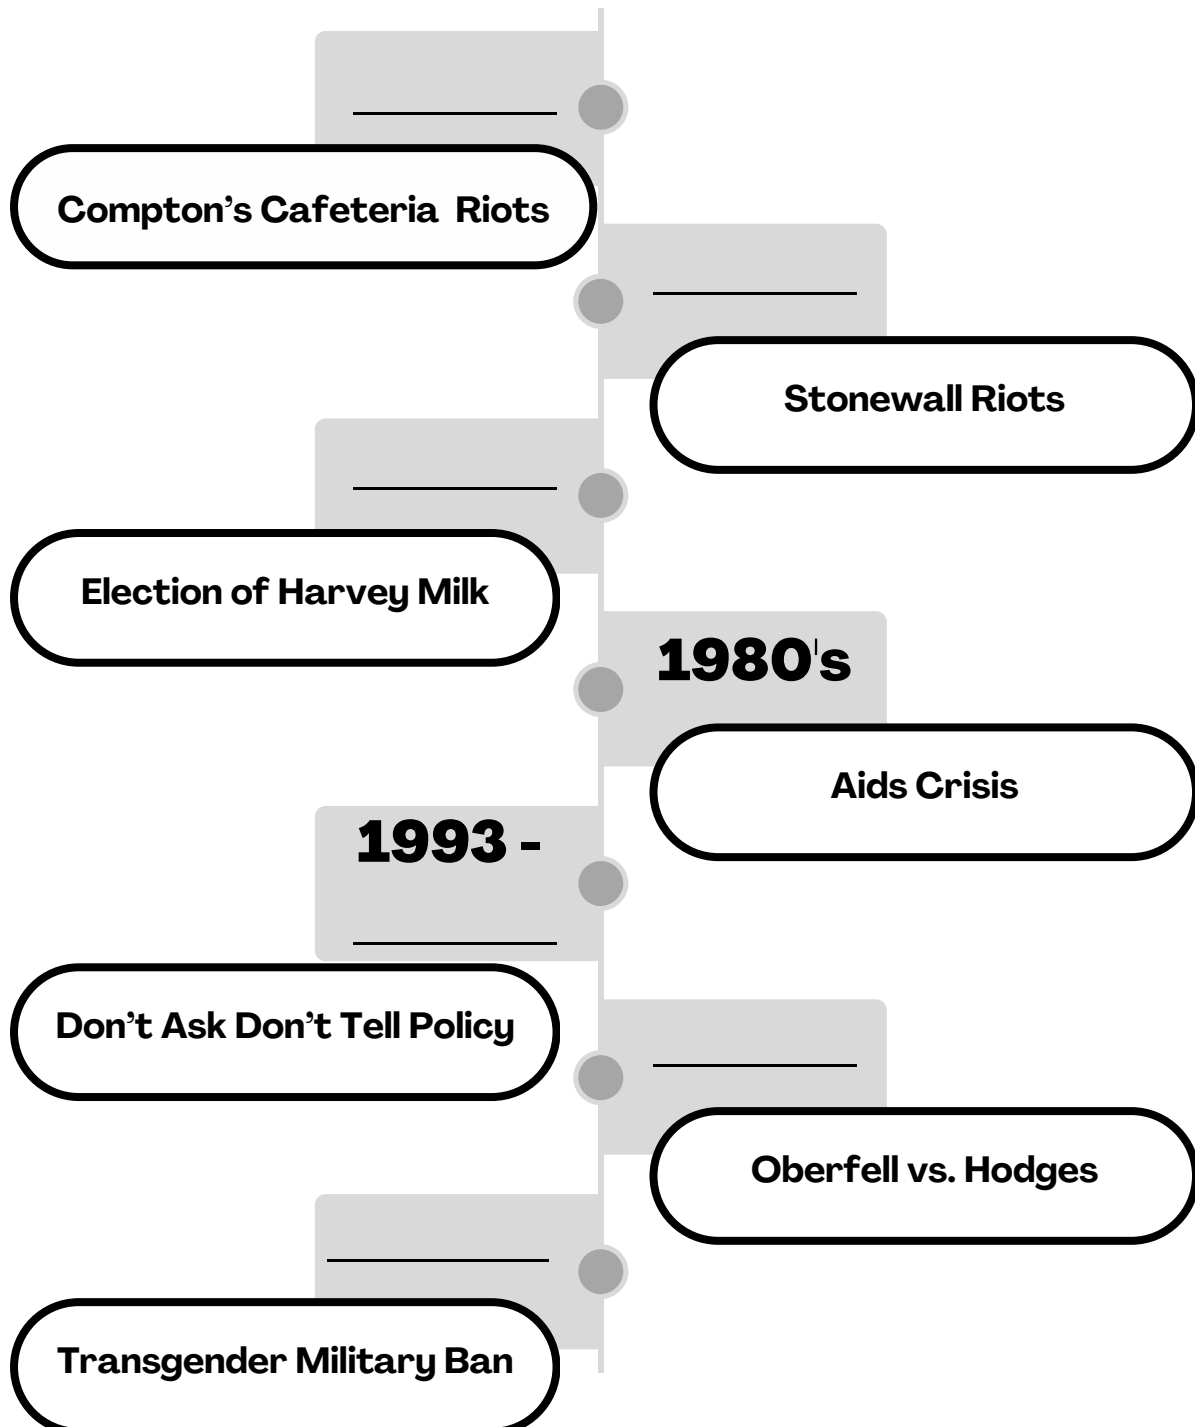 Compton’s Cafeteria Riots
Stonewall Riots
Election of Harvey Milk
1980's
Aids Crisis
1993 -
Don’t Ask Don’t Tell Policy
Oberfell vs. Hodges
Transgender Military Ban